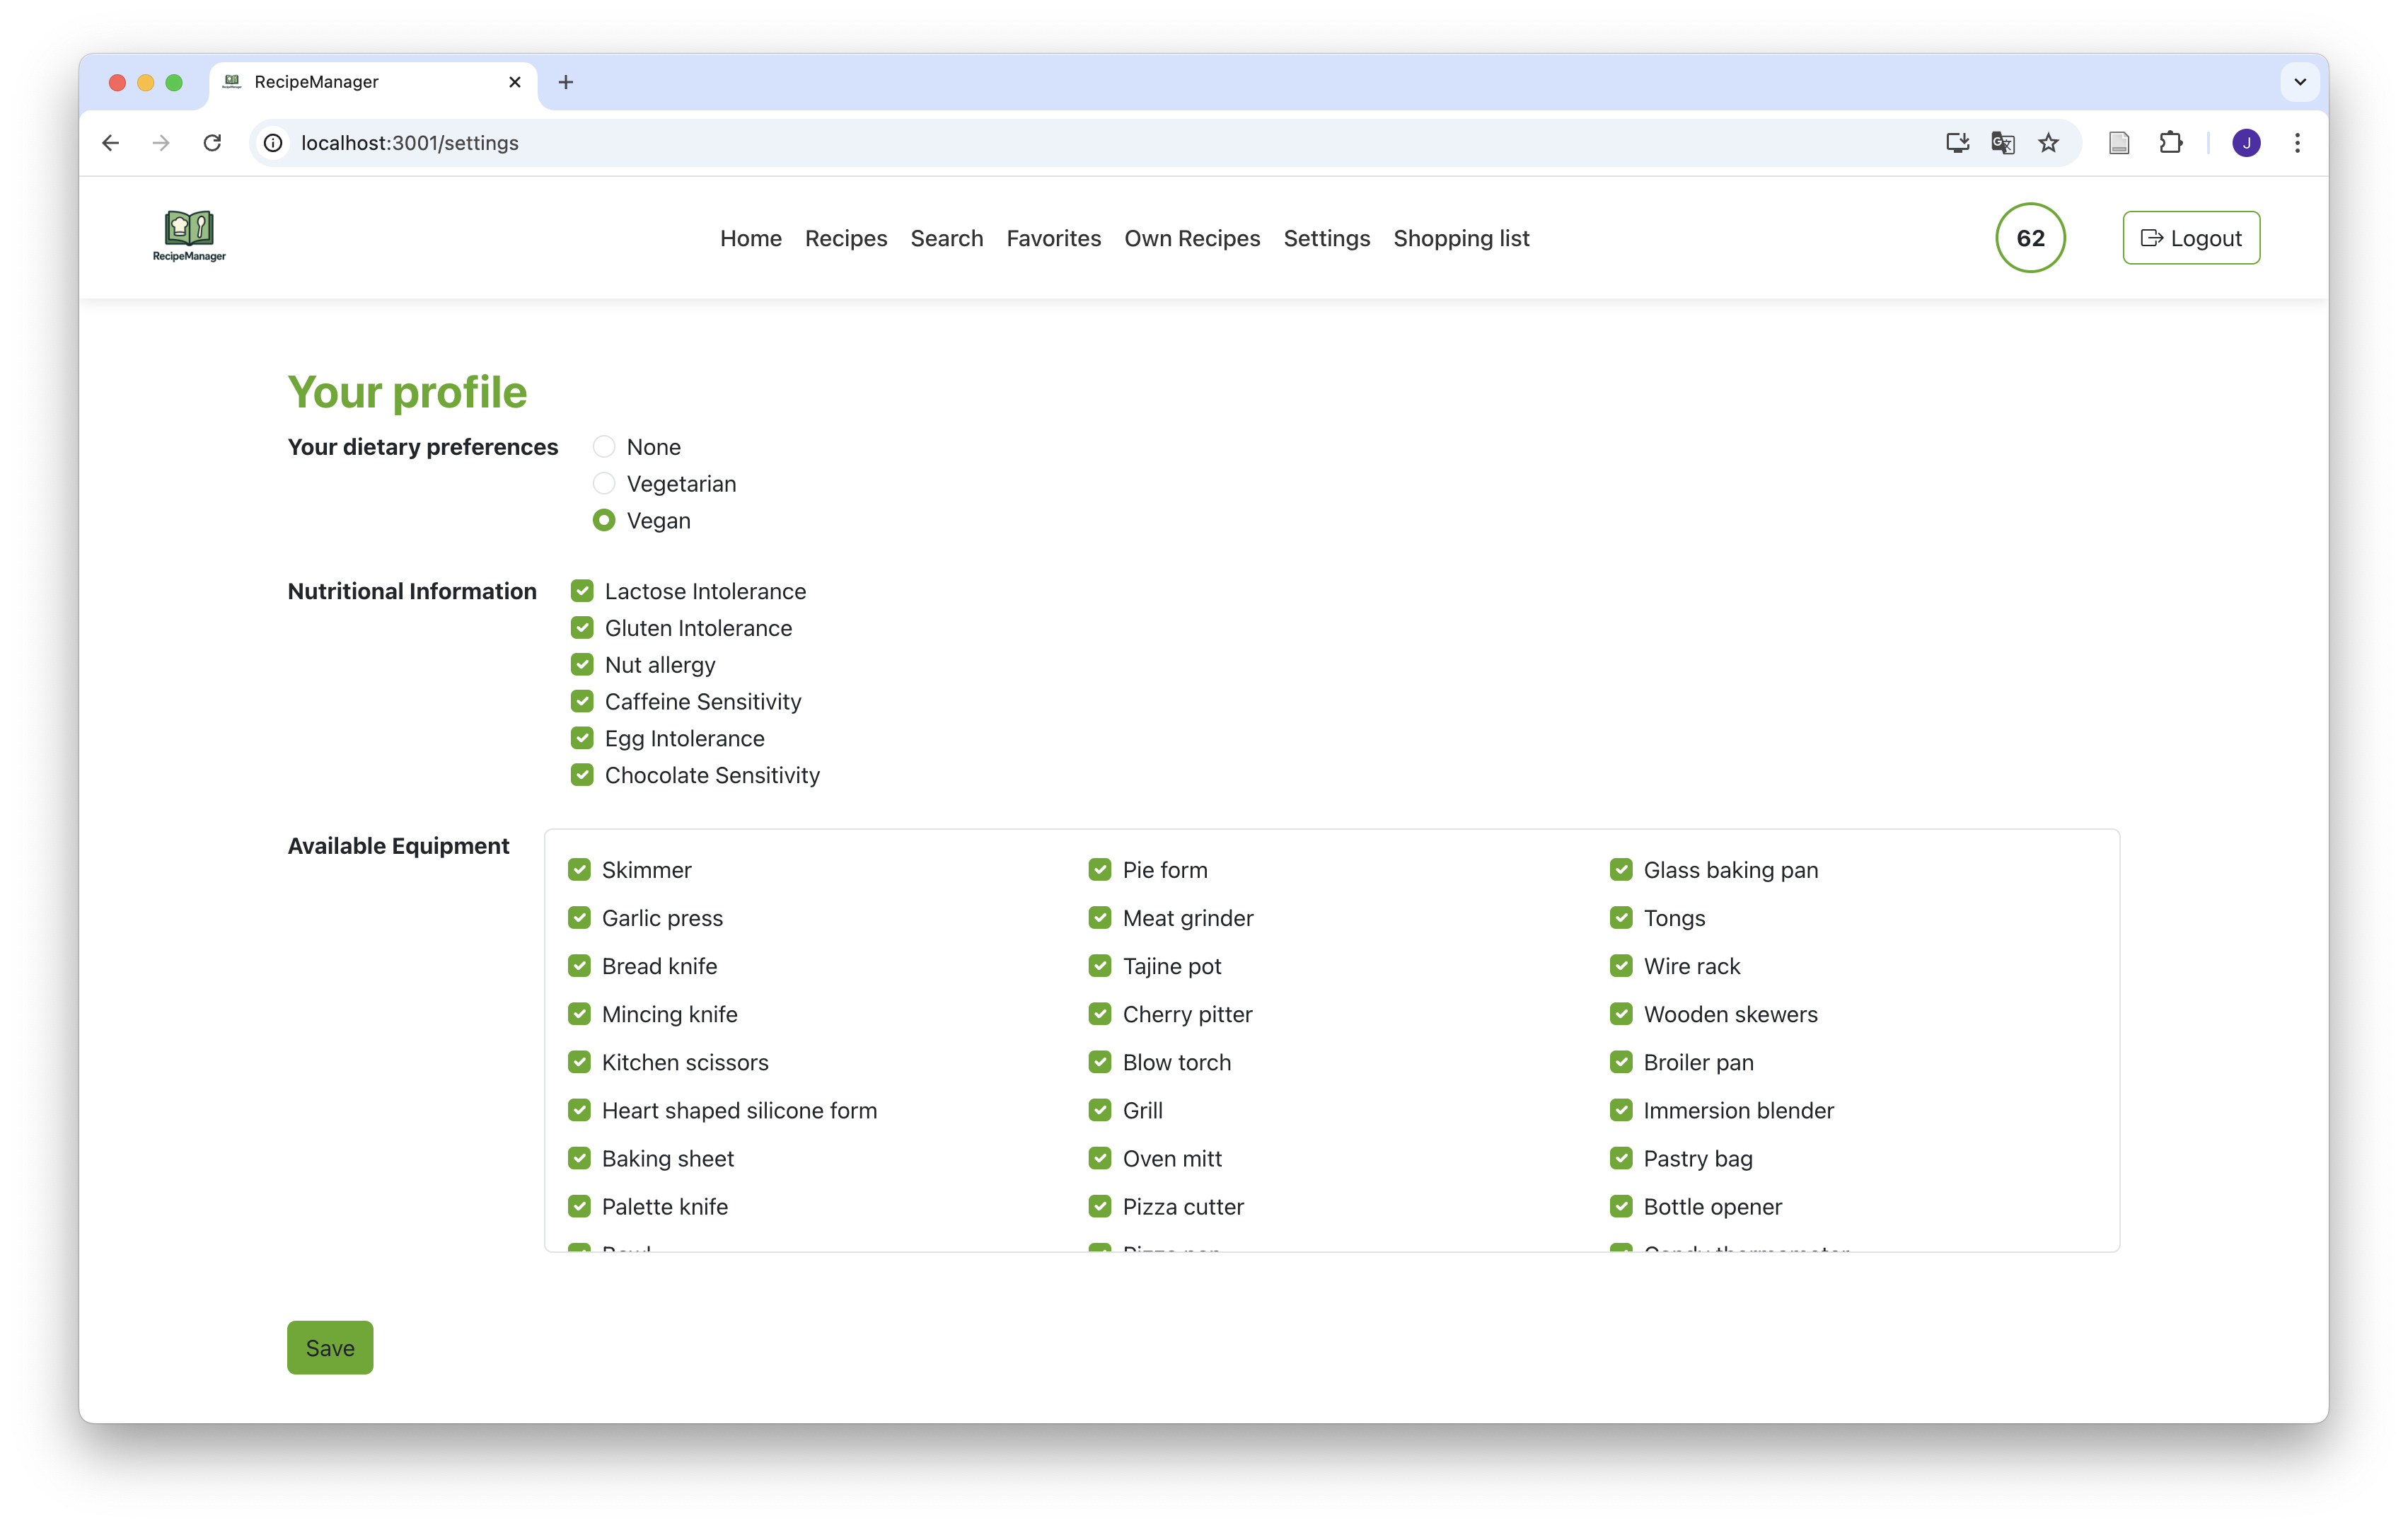 RecipeManager
localhost:3001/settings
J
RecipeManager
Home Recipes Search Favorites Own Recipes Settings Shopping list
62
Logout
Your profile
Your dietary preferences
None
Vegetarian
Vegan
Nutritional Information
Lactose Intolerance
Gluten Intolerance
Nut allergy
Caffeine Sensitivity
Egg Intolerance
Chocolate Sensitivity
Available Equipment
Skimmer Pie form Glass baking pan
Garlic press Meat grinder Tongs
Bread knife Tajine pot Wire rack
Mincing knife Cherry pitter Wooden skewers
Kitchen scissors Blow torch Broiler pan
Heart shaped silicone form Grill Immersion blender
Baking sheet Oven mitt Pastry bag
Palette knife Pizza cutter Bottle opener
Save